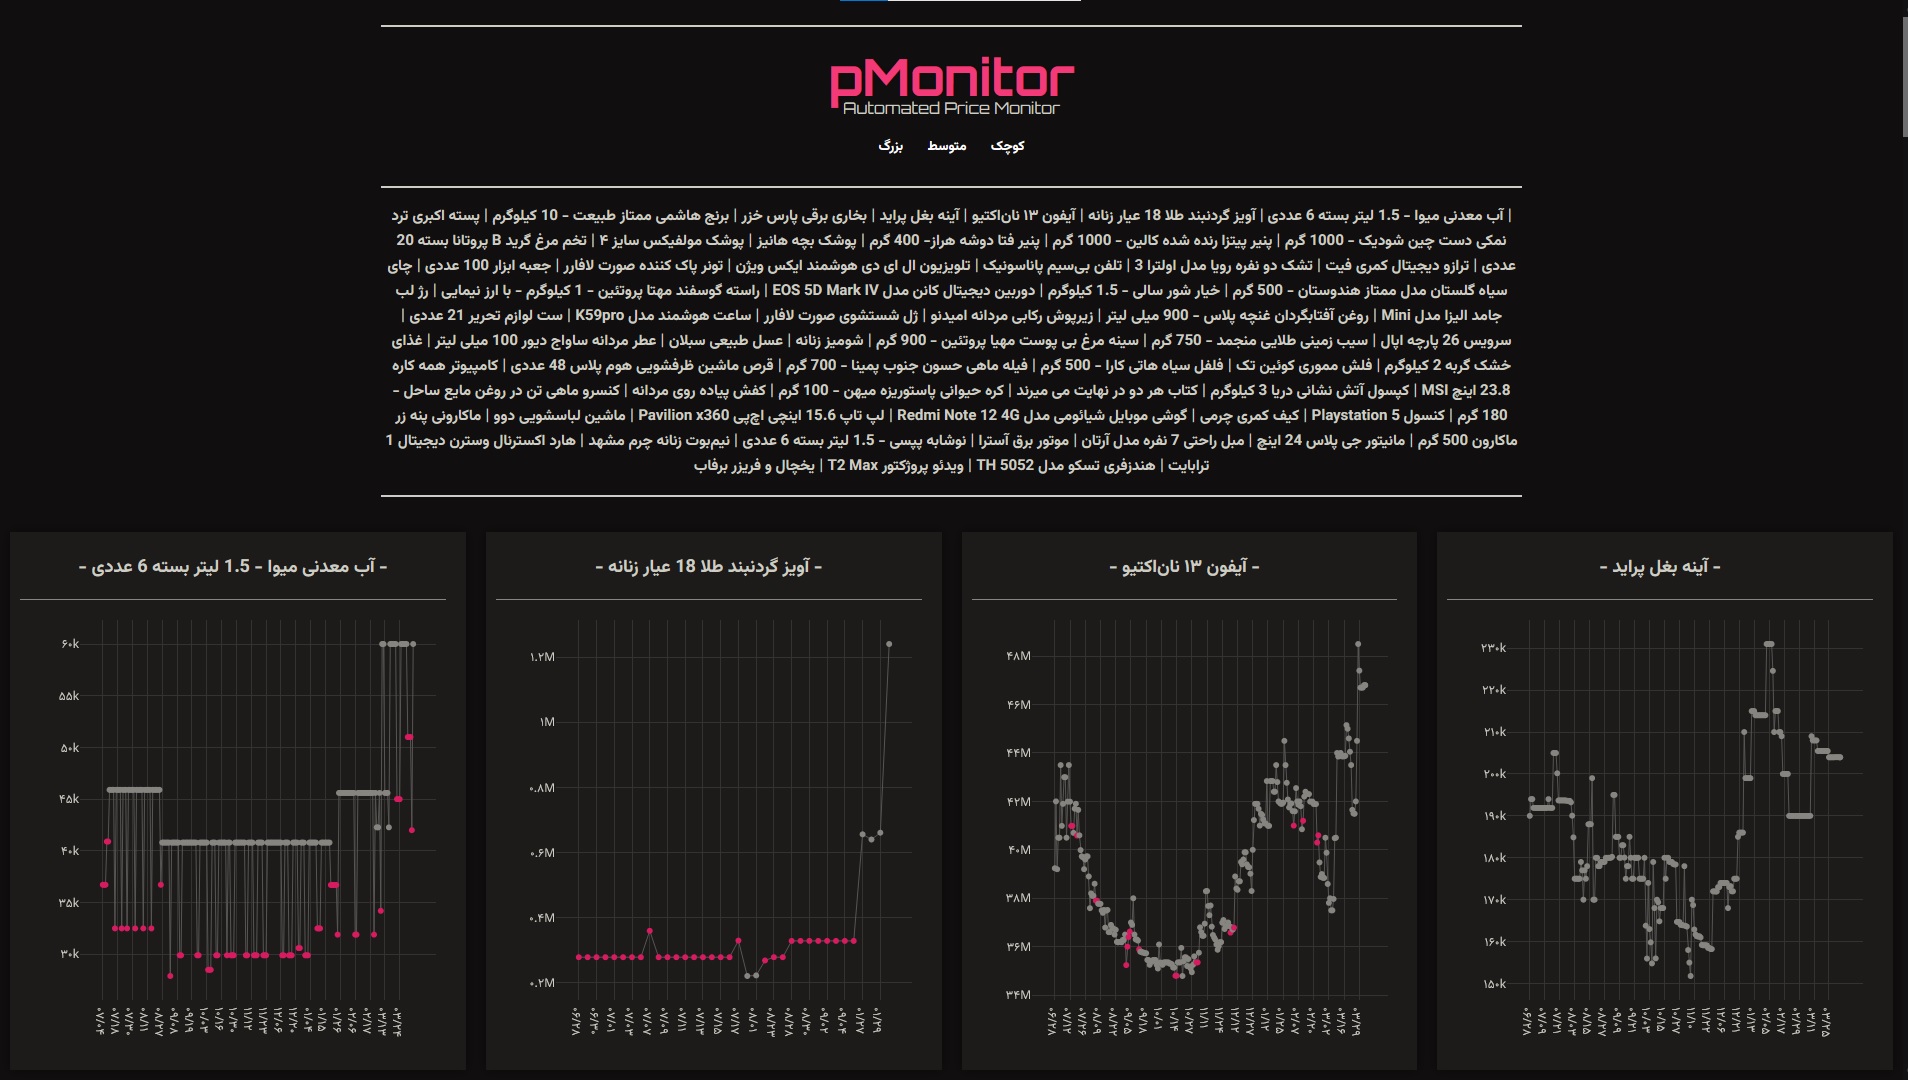 pMonitor
Automated Price Monitor
کوچک متوسط بزرگ
| آب معدنی میوا - 1.5 لیتر بسته 6 عددی | آویز گردنبند طلا 18 عیار زنانه | آیفون ۱۳ نان‌اکتیو | آینه بغل پراید | بخاری برقی پارس خزر | برنج هاشمی ممتاز طبیعت - 10 کیلوگرم | پسته اکبری ترد
نمکی دست چین شودیک - 1000 گرم | پنیر پیتزا رنده شده کالین - 1000 گرم | پنیر فتا دوشه هراز- 400 گرم | پوشک بچه هانیز | پوشک مولفیکس سایز ۴ | تخم مرغ گرید B پروتانا بسته 20
عددی | ترازو دیجیتال کمری فیت | تشک دو نفره رویا مدل اولترا 3 | تلفن بی‌سیم پاناسونیک | تلویزیون ال ای دی هوشمند ایکس ویژن | تونر پاک کننده صورت لافارر | جعبه ابزار 100 عددی | چای
سیاه گلستان مدل ممتاز هندوستان - 500 گرم | خیار شور سالی - 1.5 کیلوگرم | دوربین دیجیتال کانن مدل EOS 5D Mark IV | راسته گوسفند مهتا پروتئین - 1 کیلوگرم - با ارز نیمایی | رژ لب
جامد الیزا مدل Mini | روغن آفتابگردان غنچه پلاس - 900 میلی لیتر | زیرپوش رکابی مردانه امیدنو | ژل شستشوی صورت لافارر | ساعت هوشمند مدل K59pro | ست لوازم تحریر 21 عددی |
سرویس 26 پارچه اپال | سیب زمینی طلایی منجمد - 750 گرم | سینه مرغ بی پوست مهیا پروتئین - 900 گرم | شومیز زنانه | عسل طبیعی سبلان | عطر مردانه ساواج دیور 100 میلی لیتر | غذای
خشک گربه 2 کیلوگرم | فلش مموری کوئین تک | فلفل سیاه هاتی کارا - 500 گرم | فیله ماهی حسون جنوب پمینا - 700 گرم | قرص ماشین ظرفشویی هوم پلاس 48 عددی | کامپیوتر همه کاره
23.8 اینچ MSI | کپسول آتش نشانی دریا 3 کیلوگرم | کتاب هر دو در نهایت می میرند | کره حیوانی پاستوریزه میهن - 100 گرم | کفش پیاده روی مردانه | کنسرو ماهی تن در روغن مایع ساحل -
180 گرم | کنسول Playstation 5 | کیف کمری چرمی | گوشی موبایل شیائومی مدل Redmi Note 12 4G | لپ تاپ 15.6 اینچی اچ‌پی Pavilion x360 | ماشین لباسشویی دوو | ماکارونی پنه زر
ماکارون 500 گرم | مانیتور جی پلاس 24 اینچ | مبل راحتی 7 نفره مدل آرتان | موتور برق آسترا | نوشابه پپسی - 1.5 لیتر بسته 6 عددی | نیم‌بوت زنانه چرم مشهد | هارد اکسترنال وسترن دیجیتال 1
ترابایت | هندزفری تسکو مدل TH 5052 | ویدئو پروژکتور T2 Max | یخچال و فریزر برفاب
- آب معدنی میوا - 1.5 لیتر بسته 6 عددی -
۶۰k
۵۵k
۵۰k
۴۵k
۴۰k
۳۵k
۳۰k
- آویز گردنبند طلا 18 عیار زنانه -
۱.۲M
۱M
۰.۸M
۰.۶M
۰.۴M
۰.۲M
- آیفون ۱۳ نان‌اکتیو -
۴۸M
۴۶M
۴۴M
۴۲M
۴۰M
۳۸M
۳۶M
۳۴M
- آینه بغل پراید -
۲۳۰k
۲۲۰k
۲۱۰k
۲۰۰k
۱۹۰k
۱۸۰k
۱۷۰k
۱۶۰k
۱۵۰k